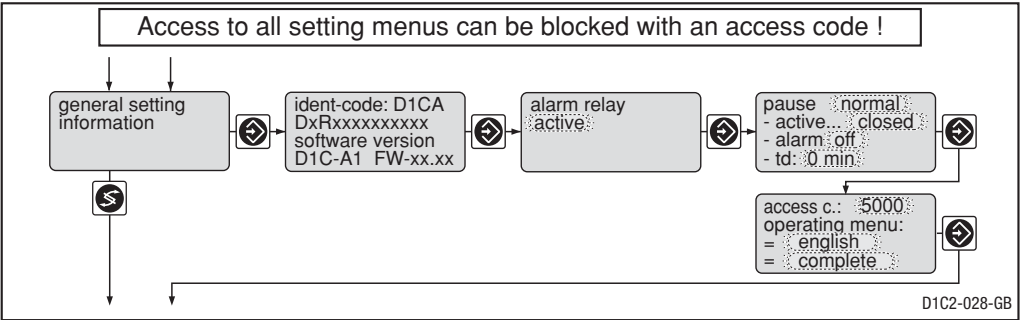 Access to all setting menus can be blocked with an access code !
general setting
information
ident-code: D1CA
DxRxxxxxxxxxx
software version
D1C-A1 FW-xx.xx
alarm relay
active
pause normal
- active... closed
- alarm off
- td: 0 min
access c.: 5000
operating menu:
= english
= complete
D1C2-028-GB